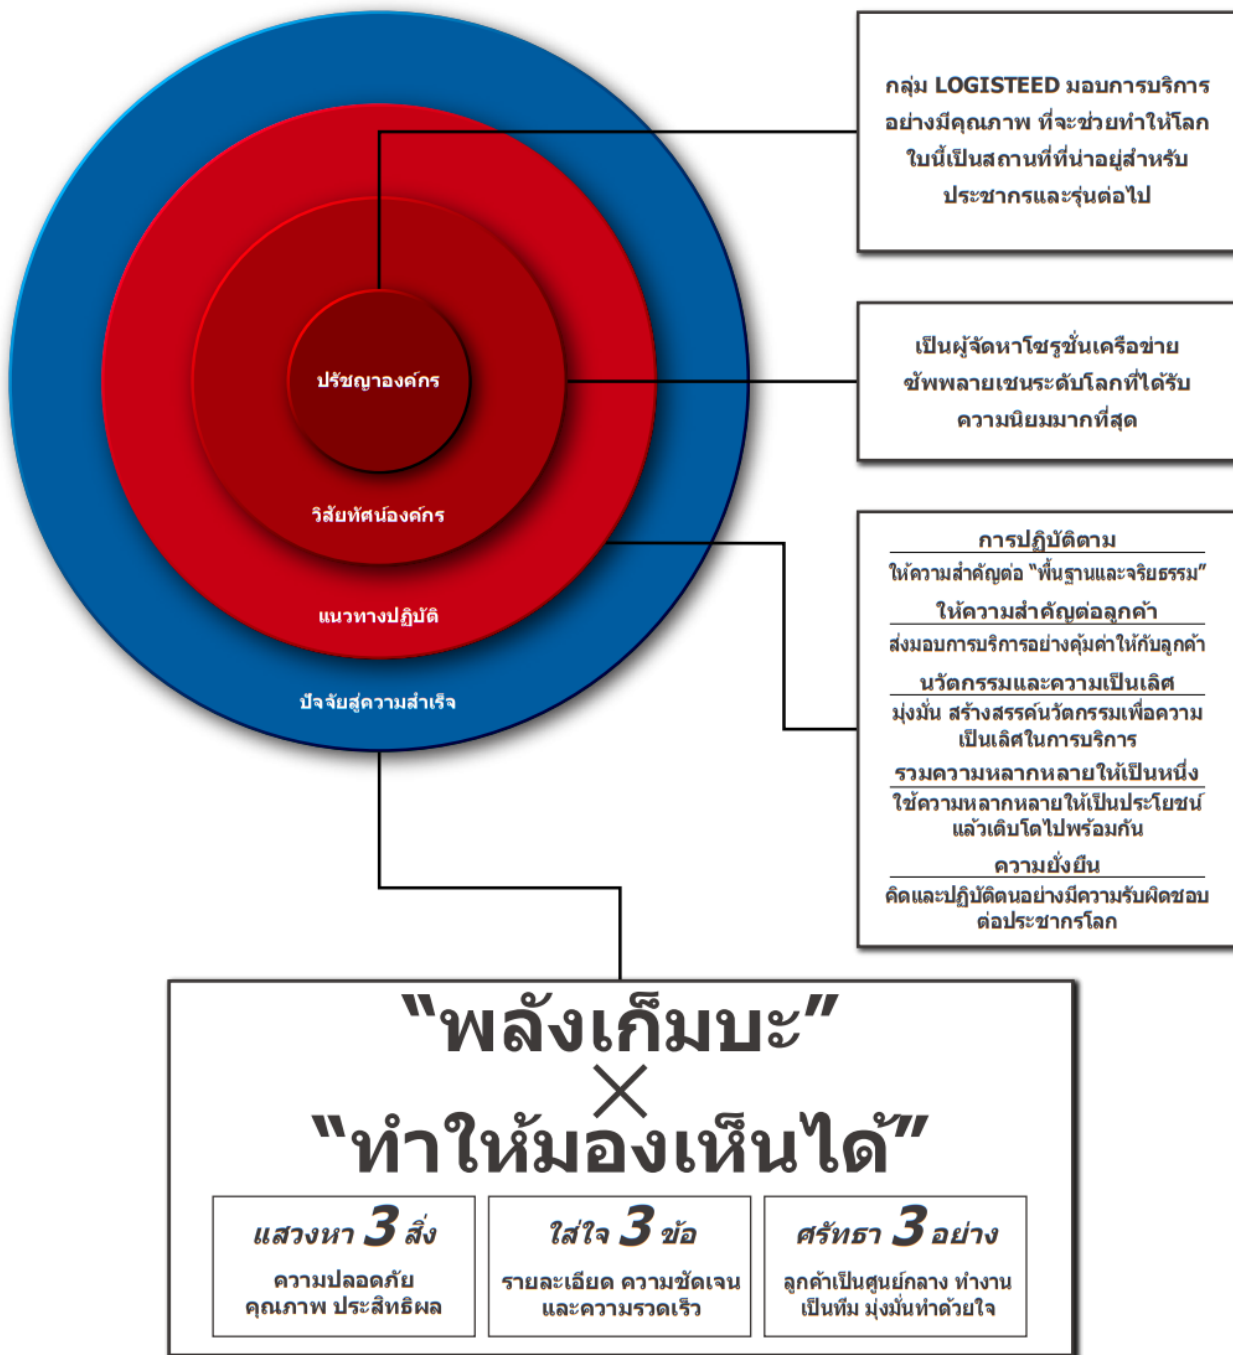 กลุ่ม LOGISTEED มอบการบริการ
อย่างมีคุณภาพ ที่จะช่วยทำให้โลก
ใบนี้เป็นสถานที่ที่น่าอยู่สำหรับ
ประชากรและรุ่นต่อไป
ปรัชญาองค์กร
เป็นผู้จัดหาโซรูชั่นเครือข่าย
ซัพพลายเชนระดับโลกที่ได้รับ
ความนิยมมากที่สุด
วิสัยทัศน์องค์กร
แนวทางปฏิบัติ
ปัจจัยสู่ความสำเร็จ
การปฏิบัติตาม
ให้ความสำคัญต่อ “พื้นฐานและจริยธรรม”
ให้ความสำคัญต่อลูกค้า
ส่งมอบการบริการอย่างคุ้มค่าให้กับลูกค้า
นวัตกรรมและความเป็นเลิศ
มุ่งมั่น สร้างสรรค์นวัตกรรมเพื่อความ
เป็นเลิศในการบริการ
รวมความหลากหลายให้เป็นหนึ่ง
ใช้ความหลากหลายให้เป็นประโยชน์
แล้วเติบโตไปพร้อมกัน
ความยั่งยืน
คิดและปฏิบัติตนอย่างมีความรับผิดชอบ
ต่อประชากรโลก
“พลังเก็มบะ”
×
“ทำให้มองเห็นได้”
แสวงหา 3 สิ่ง
ความปลอดภัย
คุณภาพ ประสิทธิผล
ใส่ใจ 3 ข้อ
รายละเอียด ความชัดเจน
และความรวดเร็ว
ศรัทธา 3 อย่าง
ลูกค้าเป็นศูนย์กลาง ทำงาน
เป็นทีม มุ่งมั่นทำด้วยใจ